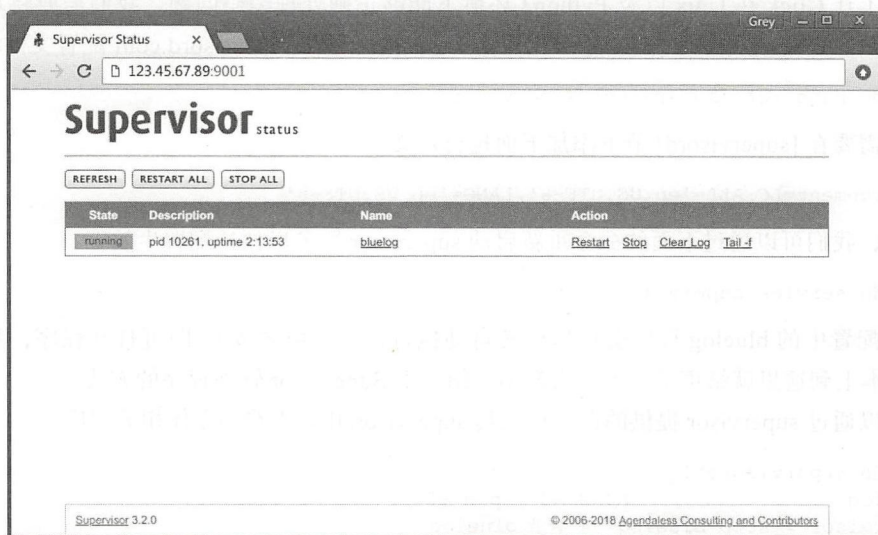 Grey
Supervisor Status
123.45.67.89:9001
Supervisor status
REFRESH RESTART ALL STOP ALL
State Description Name Action
running pid 10261, uptime 2:13:53 bluelog Restart Stop Clear Log Tail -f
Supervisor 3.2.0 © 2006-2018 Agendaless Consulting and Contributors